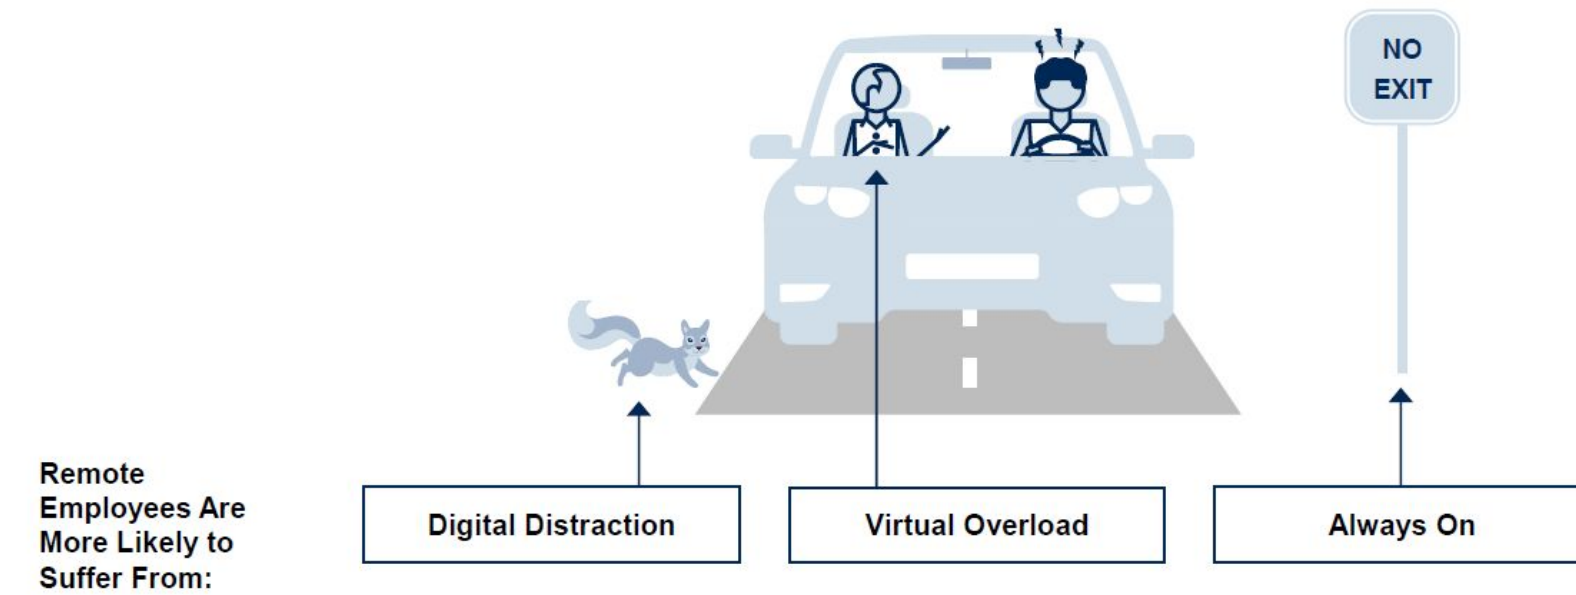 NO
EXIT
Remote
Employees Are
More Likely to
Suffer From:
Digital Distraction
Virtual Overload
Always On